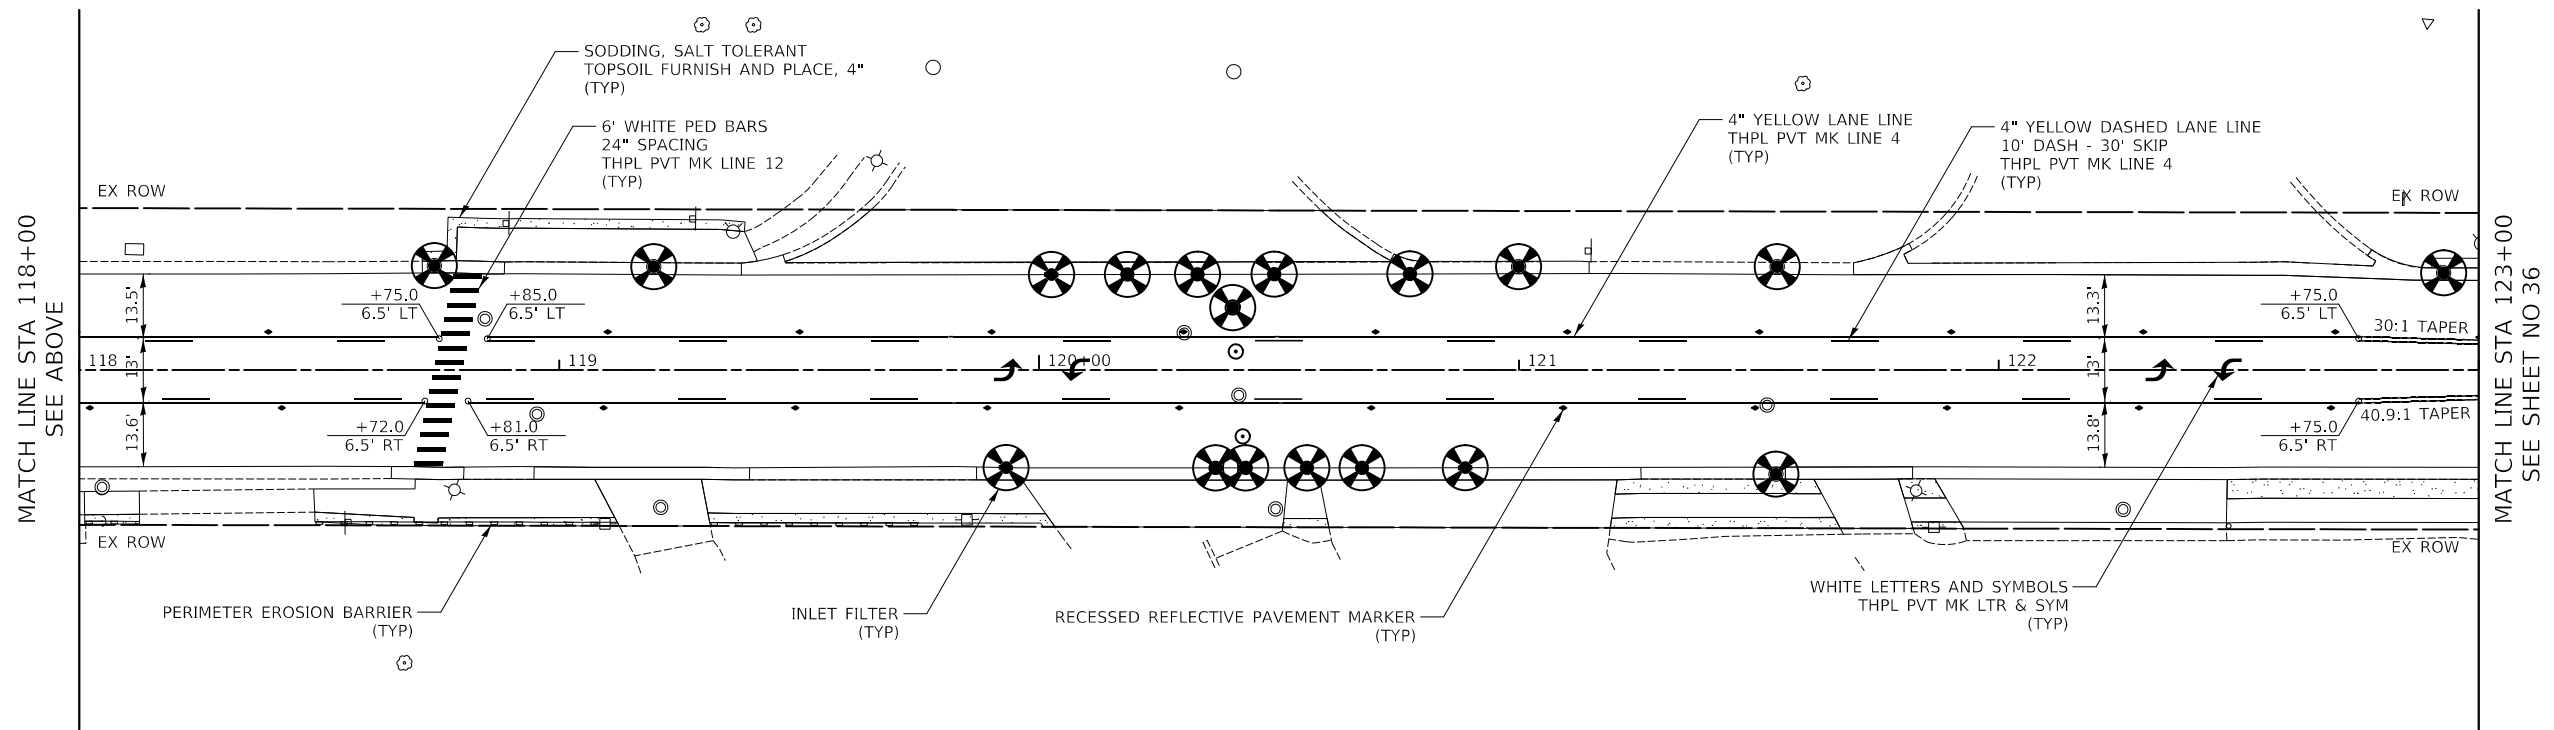 SODDING, SALT TOLERANT
TOPSOIL FURNISH AND PLACE, 4"
(TYP)
6' WHITE PED BARS
24" SPACING
THPL PVT MK LINE 12
(TYP)
4" YELLOW LANE LINE
THPL PVT MK LINE 4
(TYP)
4" YELLOW DASHED LANE LINE
10' DASH - 30' SKIP
THPL PVT MK LINE 4
(TYP)
EX ROW
EX ROW
MATCH LINE STA 118+00
SEE ABOVE
MATCH LINE STA 123+00
SEE SHEET NO 36
13.5'
+75.0
6.5' LT
+85.0
6.5' LT
13.3'
+75.0
6.5' LT
30:1 TAPER
118
13'
119
120+00
121
122
13'
13.6'
+72.0
6.5' RT
+81.0
6.5' RT
13.8'
+75.0
6.5' RT
40.9:1 TAPER
EX ROW
EX ROW
PERIMETER EROSION BARRIER
(TYP)
INLET FILTER
(TYP)
RECESSED REFLECTIVE PAVEMENT MARKER
(TYP)
WHITE LETTERS AND SYMBOLS
THPL PVT MK LTR & SYM
(TYP)